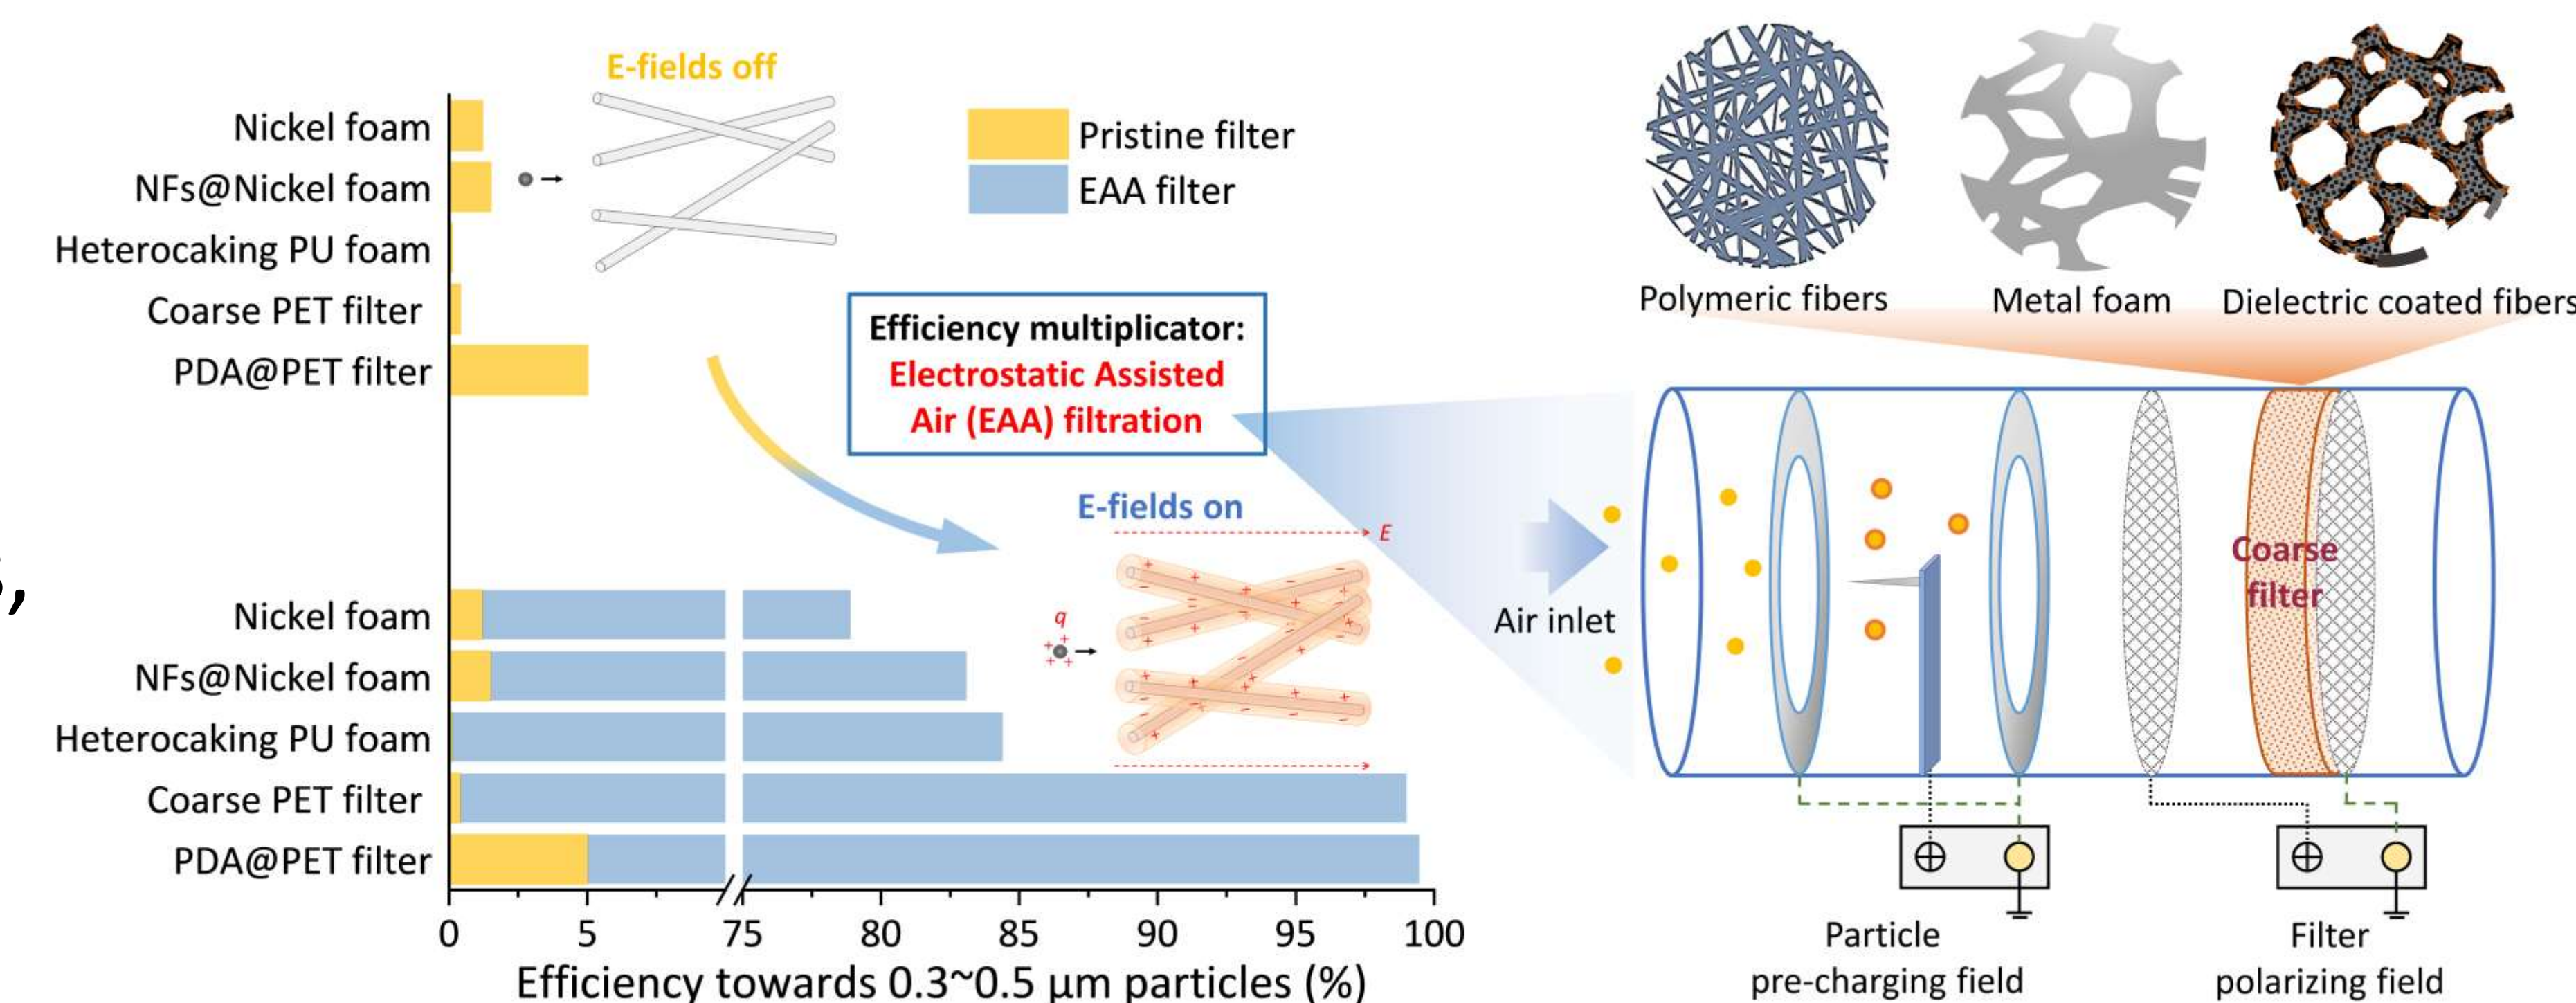 E-fields off
Nickel foam
NFs@Nickel foam
Heterocaking PU foam
Coarse PET filter
PDA@PET filter
Pristine filter
EAA filter
Efficiency multiplicator:
Electrostatic Assisted
Air (EAA) filtration
E-fields on
E
q
Nickel foam
NFs@Nickel foam
Heterocaking PU foam
Coarse PET filter
PDA@PET filter
0 5 75 80 85 90 95 100
Efficiency towards 0.3~0.5 μm particles (%)
Polymeric fibers
Metal foam
Dielectric coated fibers
Air inlet
Coarse
filter
Particle
pre-charging field
Filter
polarizing field